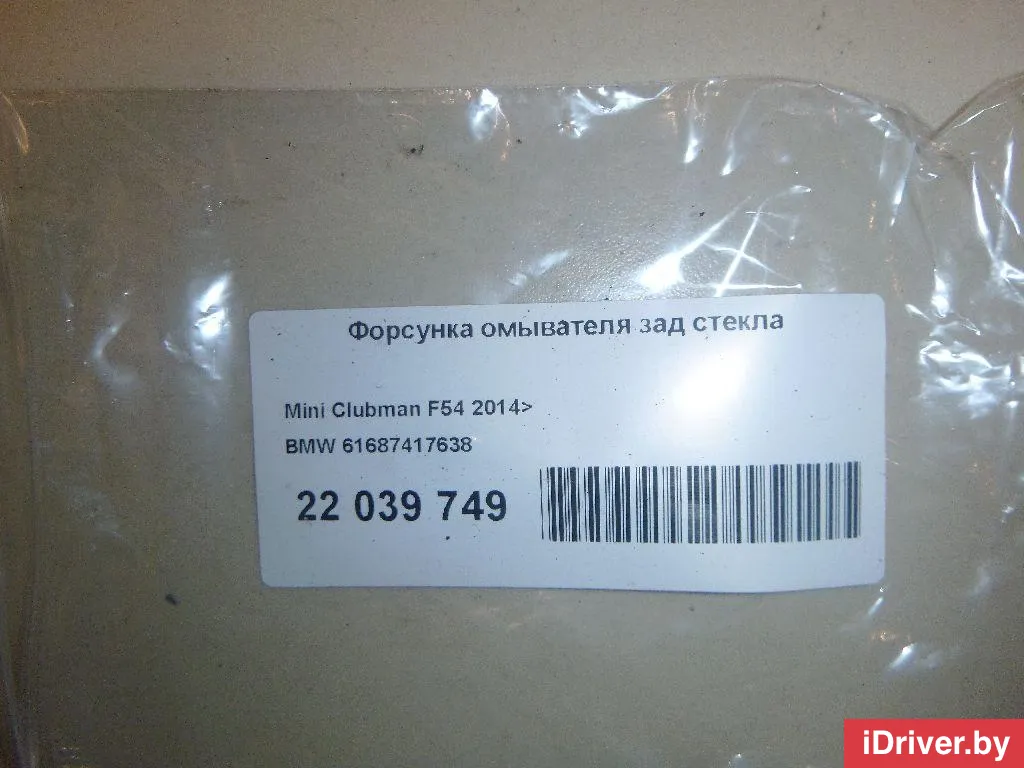 Форсунка омывателя зад стекла
Mini Clubman F54 2014>
BMW 61687417638
22 039 749
iDriver.by